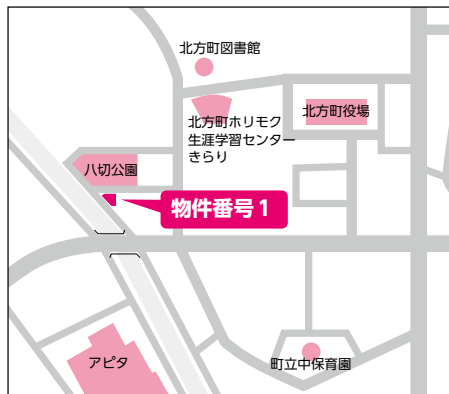 北方町図書館
北方町役場
北方町ホリモク
生涯学習センター
きらり
八切公園
物件番号1
アピタ
町立中保育園